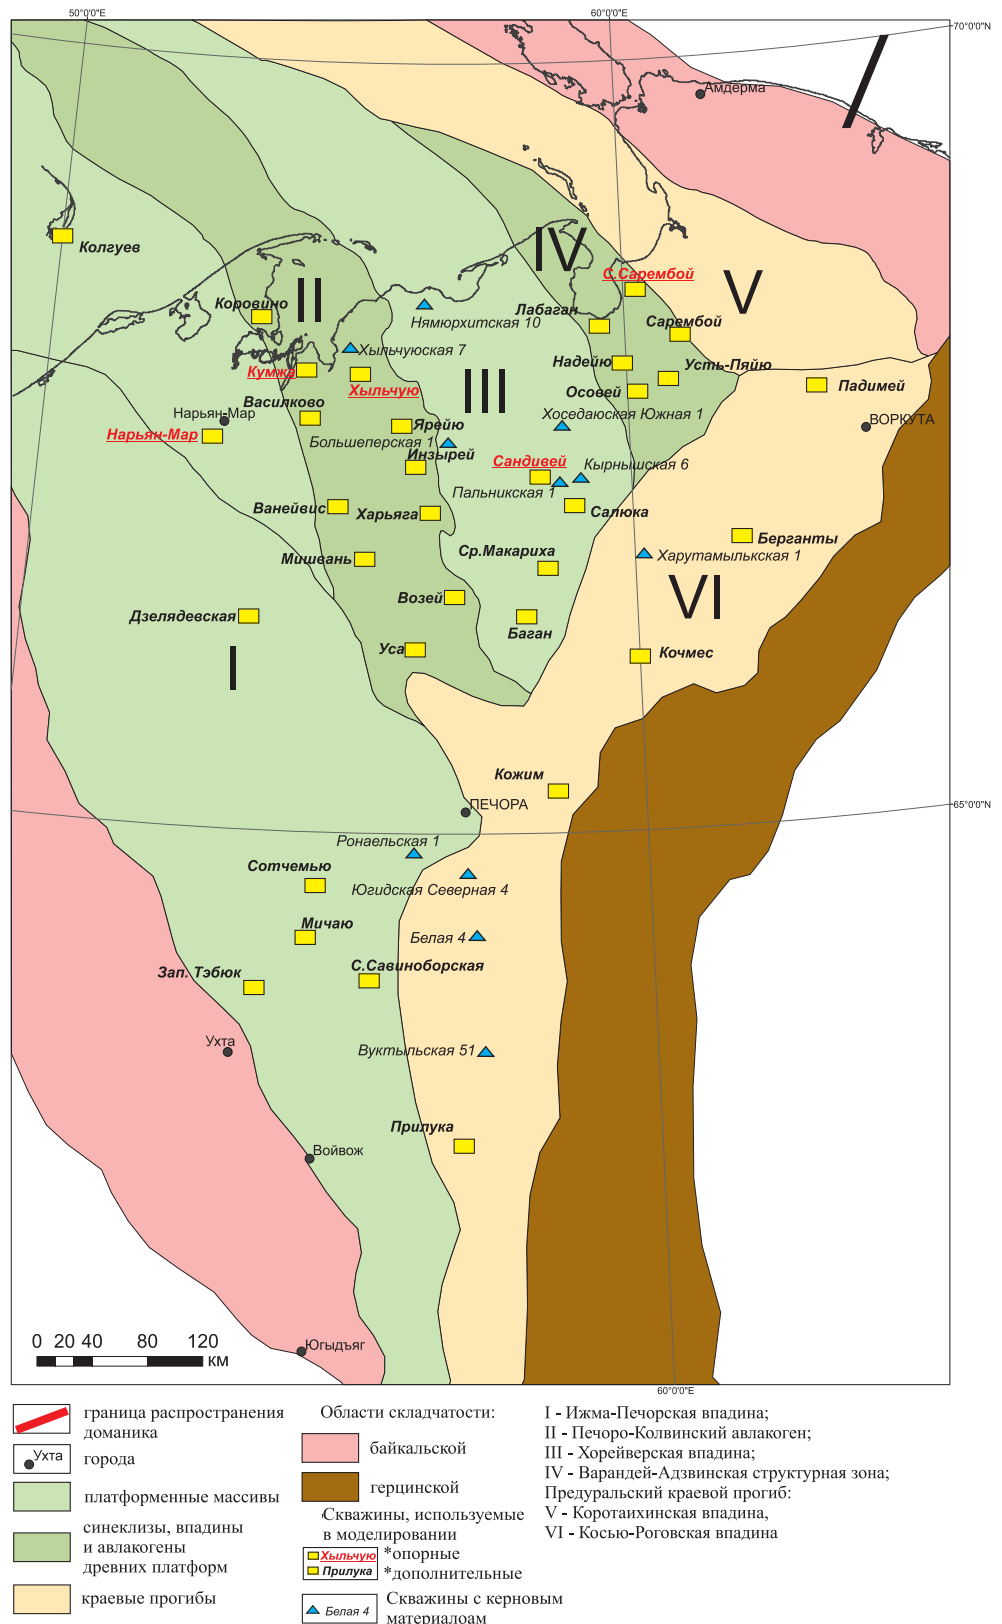 50°0'0"E
60°0'0"E
70°0'0"N
Амдерма
Колгуев
IV
С.Сарембой
II
V
Коровино
Лабаган
Нямюрхитская 10
Сарембой
Хыльчуюская 7
Надейю
Усть-Пяйю
Кумжа
III
Хыльчую
Осовей
Падимей
Василково
Нарьян-Мар
Хоседаюская Южная 1
ВОРКУТА
Ярейю
Нарьян-Мар
Большеперская 1
Инзырей
Сандивей
Кырнышская 6
Пальникская 1
Ванейвис
Харьяга
Салюка
Берганты
Ср.Макариха
Харутамылькская 1
Мишвань
VI
Возей
Дзелядевская
Баган
I
Уса
Кочмес
Кожим
ПЕЧОРА
65°0'0"N
Ронаельская 1
Сотчемью
Югидская Северная 4
Мичаю
Белая 4
Зап. Тэбюк
С.Савиноборская
Ухта
Вуктыльская 51
Прилука
Войвож
0 20 40 80 120
км
Югыдъяг
60°0'0"E
граница распространения
доманика
Ухта
города
платформенные массивы
синеклизы, впадины
и авлакогены
древних платформ
краевые прогибы
Области складчатости:
байкальской
герцинской
Скважины, используемые
в моделировании
Хыльчую *опорные
Прилука *дополнительные
Белая 4
Скважины с керновым
материалоам
I - Ижма-Печорская впадина;
II - Печоро-Колвинский авлакоген;
III - Хорейверская впадина;
IV - Варандей-Адзвинская структурная зона;
Предуральский краевой прогиб:
V - Коротаихинская впадина,
VI - Косью-Роговская впадина